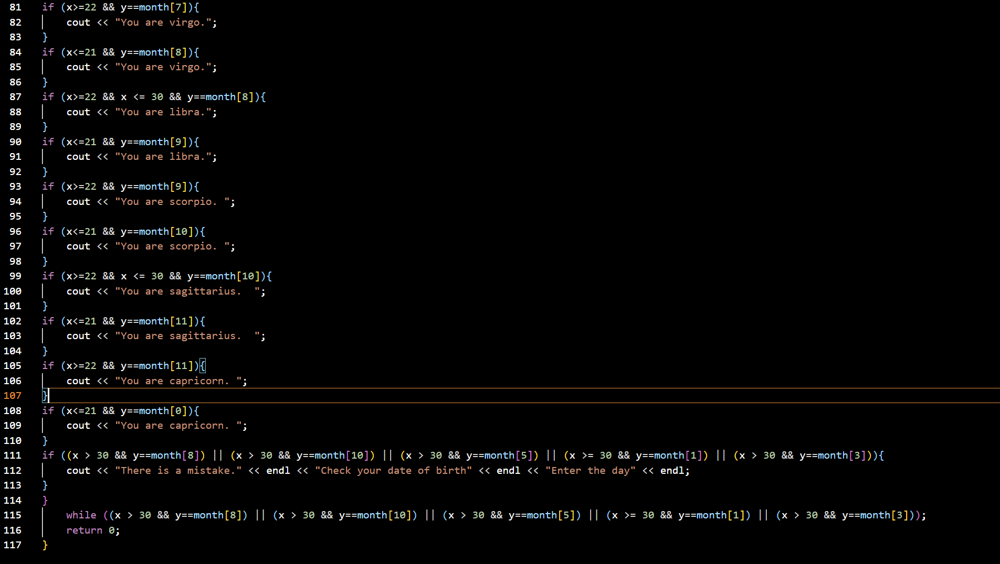 81 if (x>=22 && y==month[7]){
82 cout << "You are virgo.";
83 }
84 if (x<=21 && y==month[8]){
85 cout << "You are virgo.";
86 }
87 if (x>=22 && x <= 30 && y==month[8]){
88 cout << "You are libra.";
89 }
90 if (x<=21 && y==month[9]){
91 cout << "You are libra.";
92 }
93 if (x>=22 && y==month[9]){
94 cout << "You are scorpio. ";
95 }
96 if (x<=21 && y==month[10]){
97 cout << "You are scorpio. ";
98 }
99 if (x>=22 && x <= 30 && y==month[10]){
100 cout << "You are sagittarius.  ";
101 }
102 if (x<=21 && y==month[11]){
103 cout << "You are sagittarius.  ";
104 }
105 if (x>=22 && y==month[11]){
106 cout << "You are capricorn. ";
107 }
108 if (x<=21 && y==month[0]){
109 cout << "You are capricorn. ";
110 }
111 if ((x > 30 && y==month[8]) || (x > 30 && y==month[10]) || (x > 30 && y==month[5]) || (x >= 30 && y==month[1]) || (x > 30 && y==month[3])){
112 cout << "There is a mistake." << endl << "Check your date of birth" << endl << "Enter the day" << endl;
113 }
114 }
115 while ((x > 30 && y==month[8]) || (x > 30 && y==month[10]) || (x > 30 && y==month[5]) || (x >= 30 && y==month[1]) || (x > 30 && y==month[3]));
116 return 0;
117 }